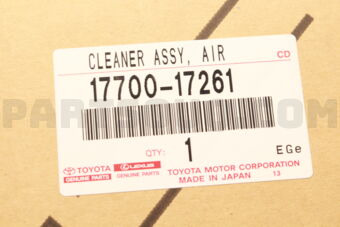 CLEANER ASSY, AIR
CD
17700-17261
QTY: 1 EGe
TOYOTA LEXUS
GENUINE PARTS GENUINE PARTS
TOYOTA MOTOR CORPORATION
MADE IN JAPAN 13